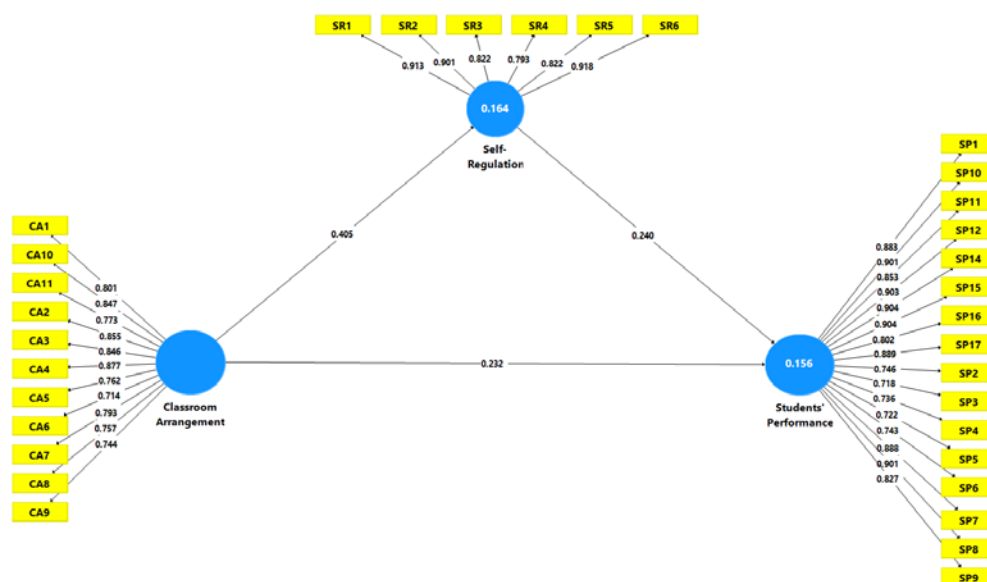 SR1 SR2 SR3 SR4 SR5 SR6
0.913 0.901 0.822 0.793 0.822 0.918
0.164
Self-
Regulation
0.405
0.240
CA1
CA10
CA11
CA2
CA3
CA4
CA5
CA6
CA7
CA8
CA9
0.801
0.847
0.773
0.855
0.846
0.877
0.762
0.714
0.793
0.757
0.744
Classroom
Arrangement
0.232
0.156
Students'
Performance
0.883
0.901
0.853
0.903
0.904
0.904
0.802
0.889
0.746
0.718
0.736
0.722
0.743
0.888
0.901
0.827
SP1
SP10
SP11
SP12
SP14
SP15
SP16
SP17
SP2
SP3
SP4
SP5
SP6
SP7
SP8
SP9